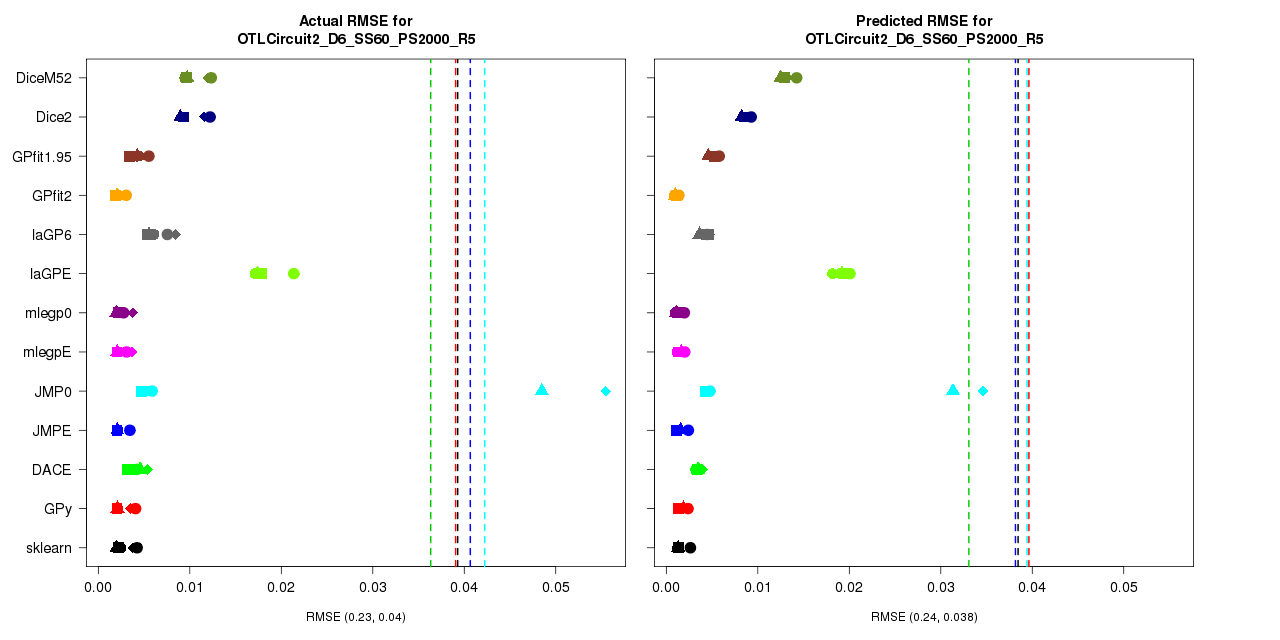 Actual RMSE for
OTLCircuit2_D6_SS60_PS2000_R5
Predicted RMSE for
OTLCircuit2_D6_SS60_PS2000_R5
DiceM52
Dice2
GPfit1.95
GPfit2
laGP6
laGPE
mlegp0
mlegpE
JMP0
JMPE
DACE
GPy
sklearn
0.00 0.01 0.02 0.03 0.04 0.05
0.00 0.01 0.02 0.03 0.04 0.05
RMSE (0.23, 0.04)
RMSE (0.24, 0.038)